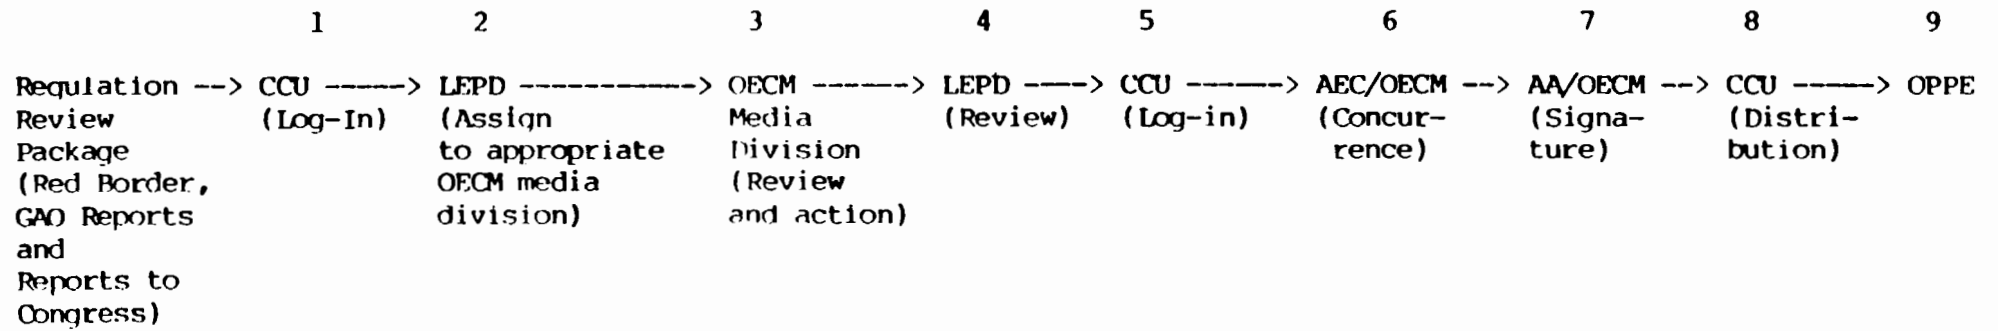 1 2 3 4 5 6 7 8 9
Regulation --> CCU -----> LEPD -----------> OECM ------> LEPD ----> CCU ------> AEC/OECM --> AA/OECM --> CCU -----> OPPE
Review (Log-In) (Assign Media (Review) (Log-in) (Concur- (Signa- (Distri-
Package to appropriate Division rence) ture) bution)
(Red Border, OECM media (Review
GAO Reports division) and action)
and
Reports to
Congress)